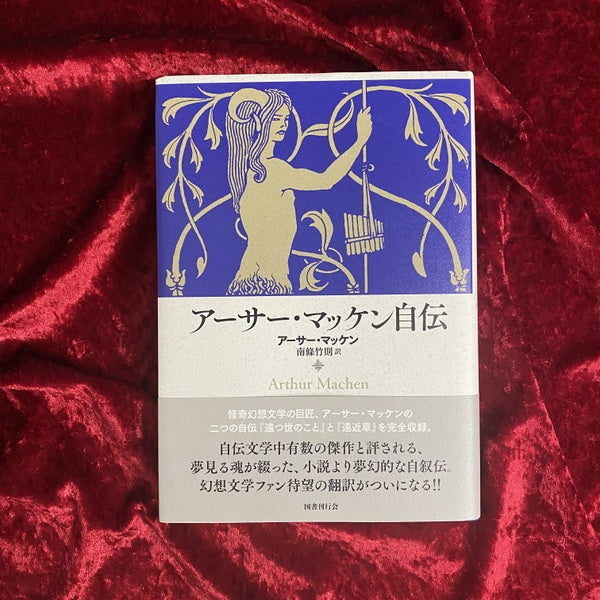 アーサー・マッケン自伝
アーサー・マッケン
南條竹則 訳
Arthur Machen
怪奇幻想文学の巨匠、アーサー・マッケンの
二つの自伝『遠つ世のこと』と『遠近草』を完全収録。
自伝文学中有数の傑作と評される、
夢見る魂が綴った、小説より夢幻的な自叙伝。
幻想文学ファン待望の翻訳がついになる!!
国書刊行会